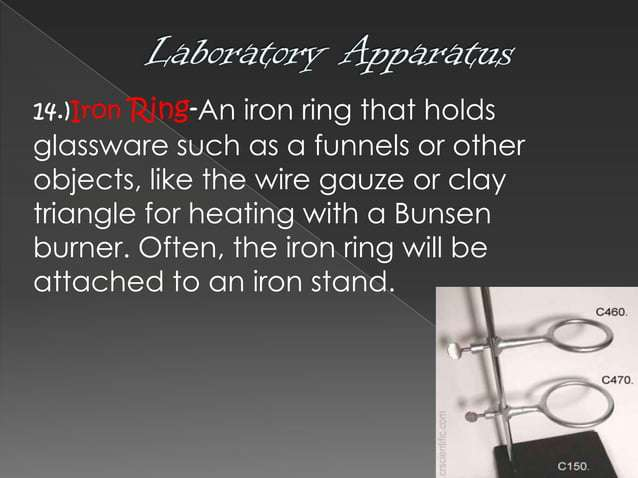 Laboratory Apparatus
14.)Iron Ring-An iron ring that holds
glassware such as a funnels or other
objects, like the wire gauze or clay
triangle for heating with a Bunsen
burner. Often, the iron ring will be
attached to an iron stand.
C460.
C470.
C150.
crscientific.com